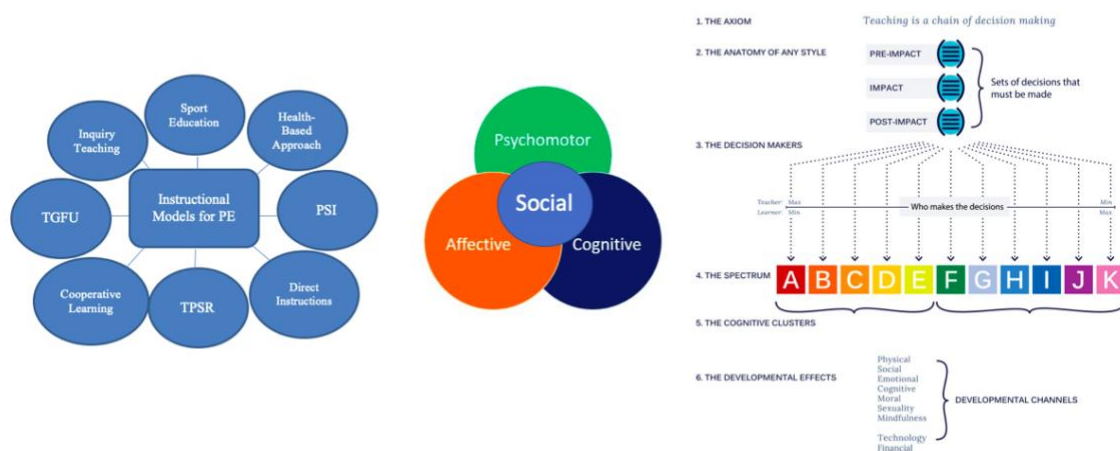 Sport
Education
Health-
Based
Approach
Inquiry
Teaching
Instructional
Models for PE
TGFU
PSI
Cooperative
Learning
TPSR
Direct
Instructions
Psychomotor
Social
Affective
Cognitive
1. THE AXIOM
Teaching is a chain of decision making
2. THE ANATOMY OF ANY STYLE
PRE-IMPACT
IMPACT
POST-IMPACT
Sets of decisions that
must be made
3. THE DECISION MAKERS
Teacher: Max Min
Who makes the decisions
Learner: Min Max
4. THE SPECTRUM
A B C D E F G H I J K
5. THE COGNITIVE CLUSTERS
6. THE DEVELOPMENTAL EFFECTS
Physical
Social
Emotional
Cognitive
Moral
Sexuality
Mindfulness
Technology
Financial
DEVELOPMENTAL CHANNELS